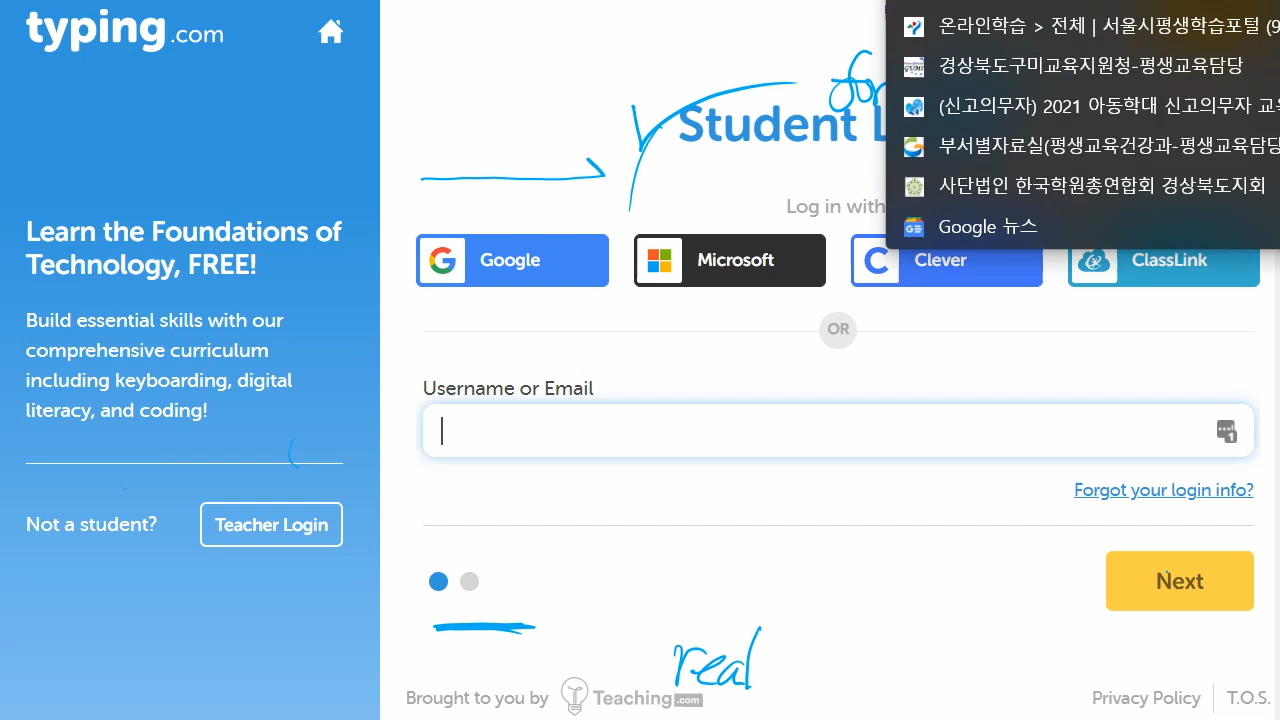 typing.com
Learn the Foundations of
Technology, FREE!
Build essential skills with our
comprehensive curriculum
including keyboarding, digital
literacy, and coding!
Not a student?
Teacher Login
for
Student
Log in with
Google
Microsoft
Clever
ClassLink
OR
Username or Email
1
Forgot your login info?
Next
real
Brought to you by Teaching.com
Privacy Policy
T.O.S.
온라인학습 > 전체 | 서울시평생학습포털 (9
경상북도구미교육지원청-평생교육담당
(신고의무자) 2021 아동학대 신고의무자 교육
부서별자료실(평생교육건강과-평생교육담당
사단법인 한국학원총연합회 경상북도지회
Google 뉴스